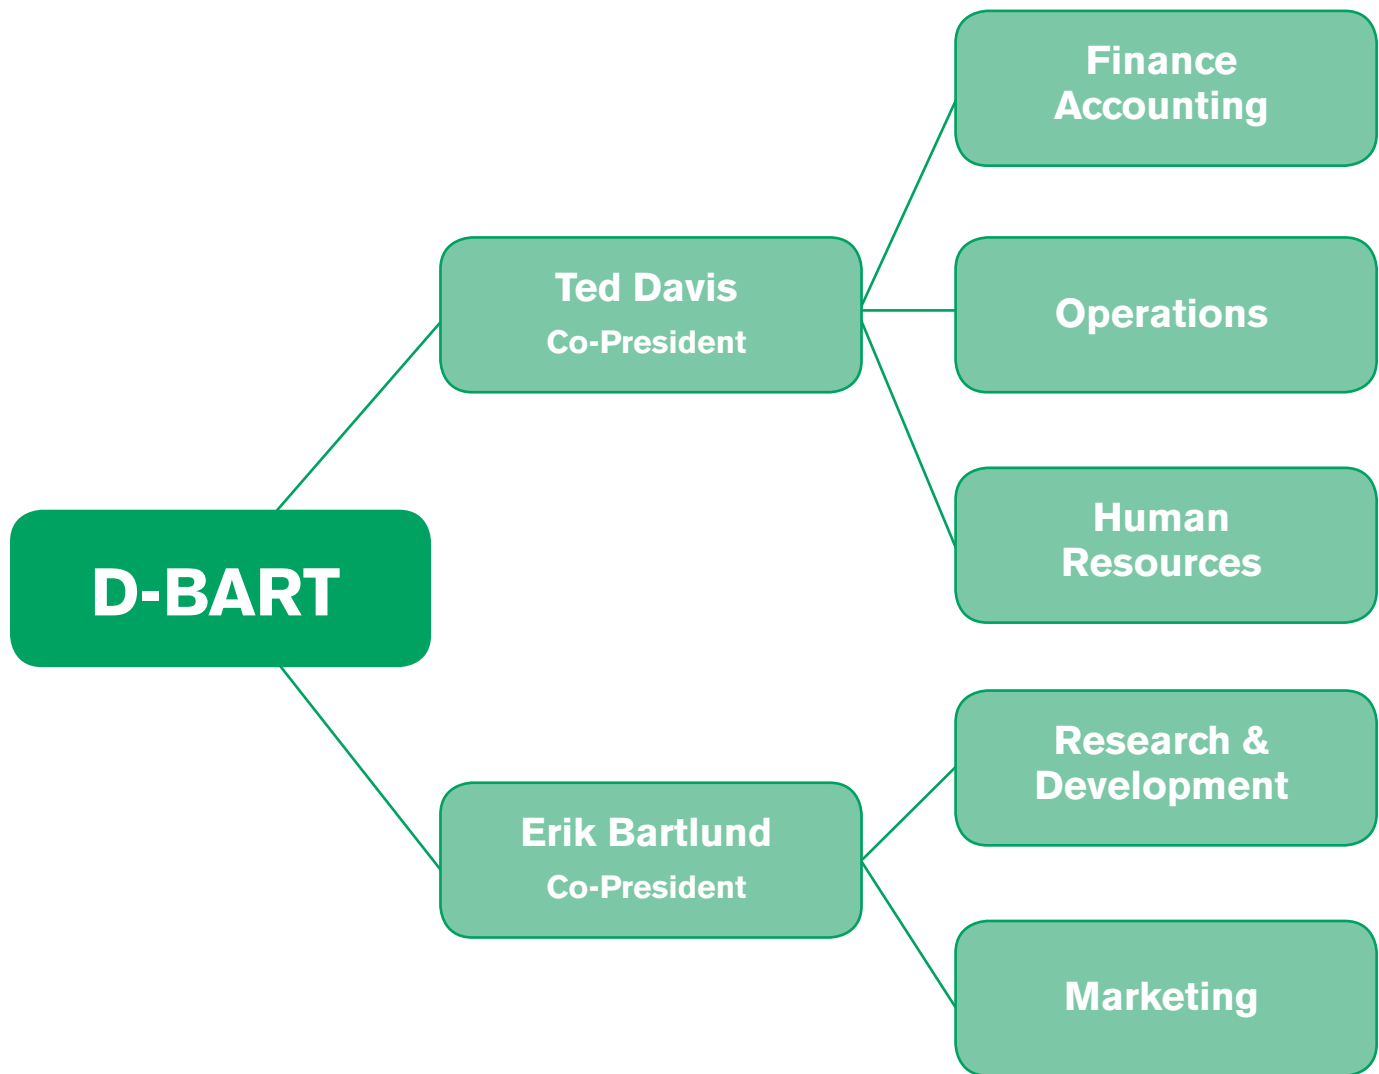 Finance
Accounting
Ted Davis
Co-President
Operations
Human
Resources
D-BART
Research &
Development
Erik Bartlund
Co-President
Marketing